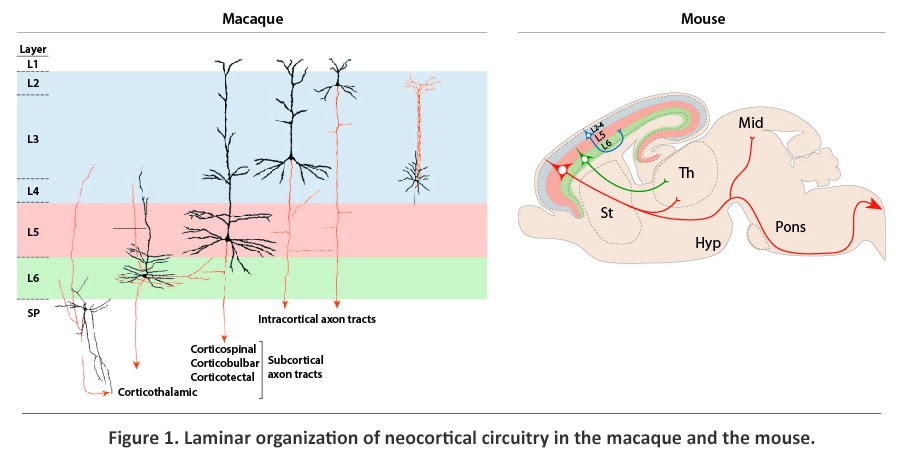 Macaque
Mouse
Layer
L1
L2
L3
L4
L5
L6
SP
Intracortical axon tracts
Corticospinal
Corticobulbar
Corticotectal
Subcortical
axon tracts
Corticothalamic
L2-4
L5
L6
Mid
Th
St
Hyp
Pons
Figure 1. Laminar organization of neocortical circuitry in the macaque and the mouse.